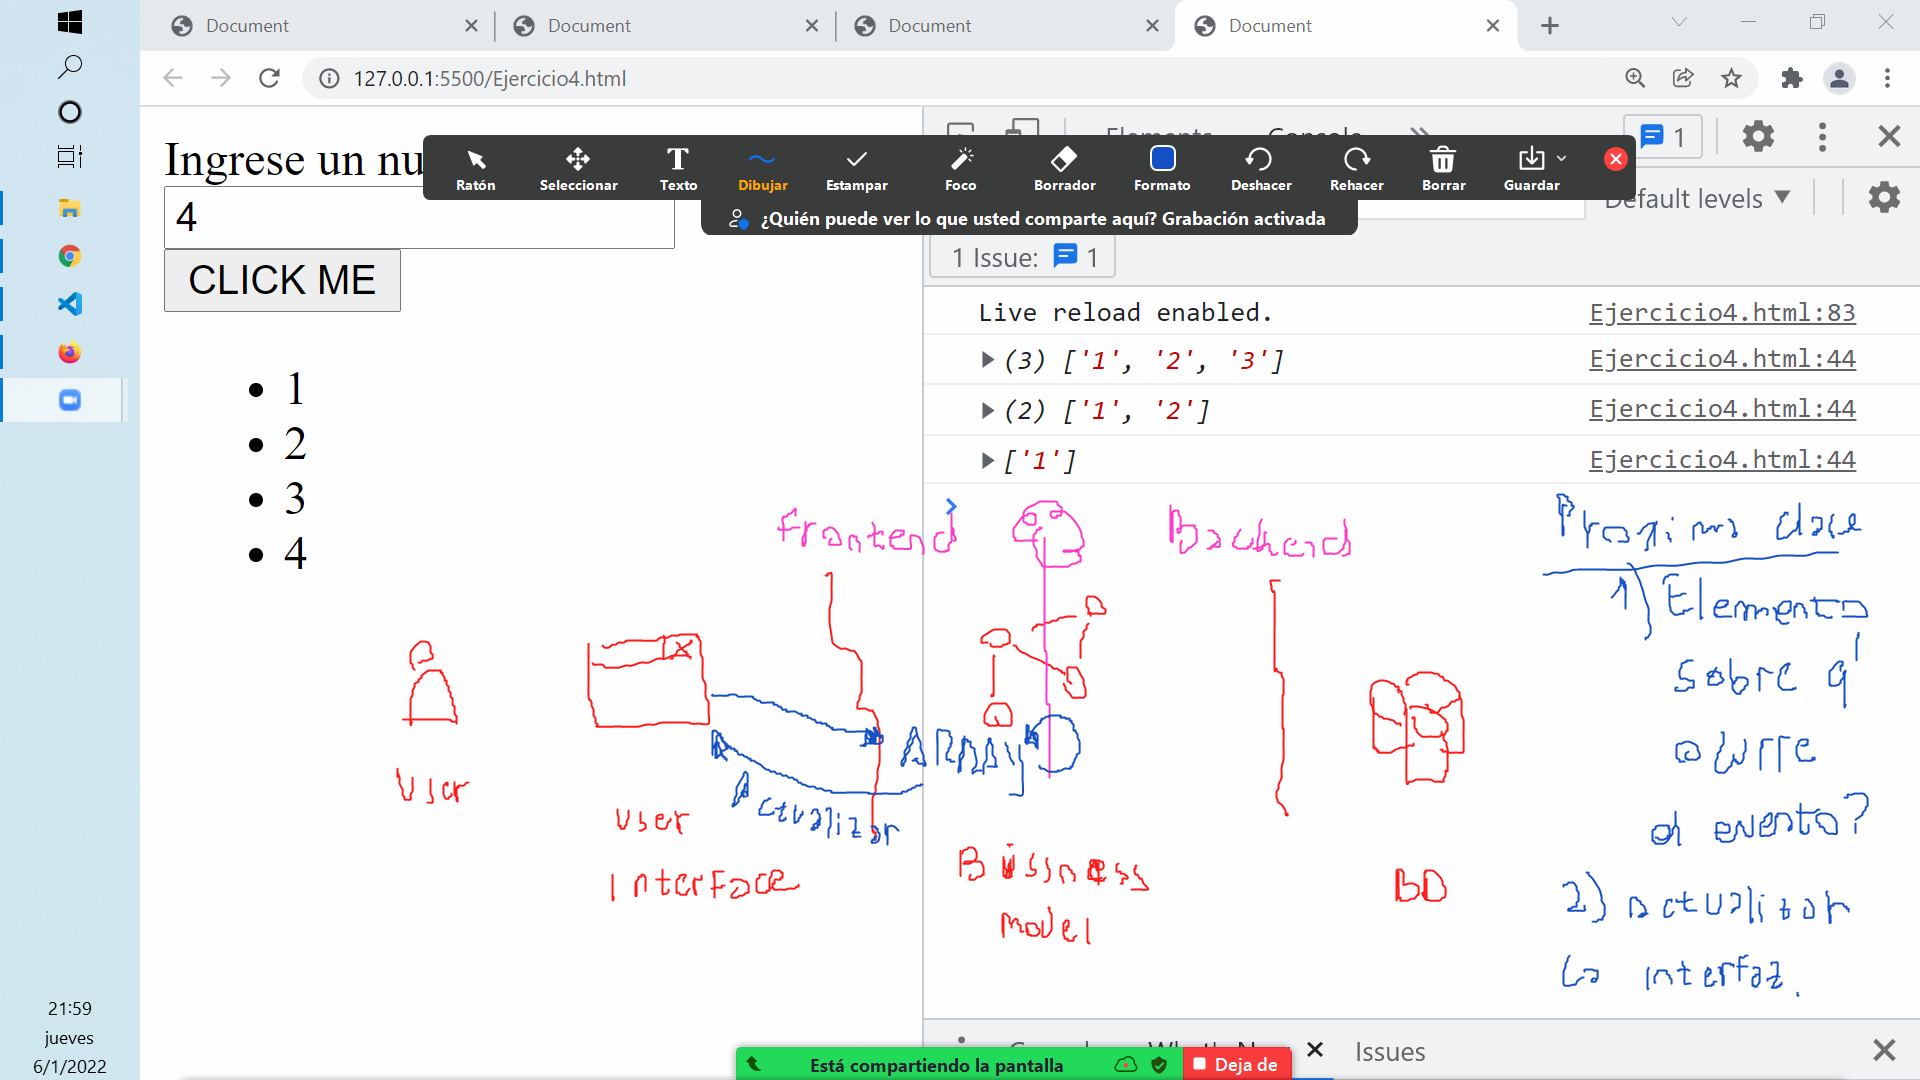 Document
Document
Document
Document
127.0.0.1:5500/Ejercicio4.html
Ingrese un nu
Elements
Console
1
Ratón
Seleccionar
Texto
Dibujar
Estampar
Foco
Borrador
Formato
Deshacer
Rehacer
Borrar
Guardar
¿Quién puede ver lo que usted comparte aquí? Grabación activada
Default levels
4
CLICK ME
1 Issue: 1
Live reload enabled. Ejercicio4.html:83
(3) ['1', '2', '3'] Ejercicio4.html:44
(2) ['1', '2'] Ejercicio4.html:44
['1'] Ejercicio4.html:44
1
2
3
4
Frontend
Backend
User
User
Interface
Actualizar
ARRAy
Bussness
Model
BD
Progima clase
1) Elemento
sobre q'
ocurre
el evento?
2) actualizar
la interfaz.
21:59
jueves
6/1/2022
Issues
Está compartiendo la pantalla
Deja de